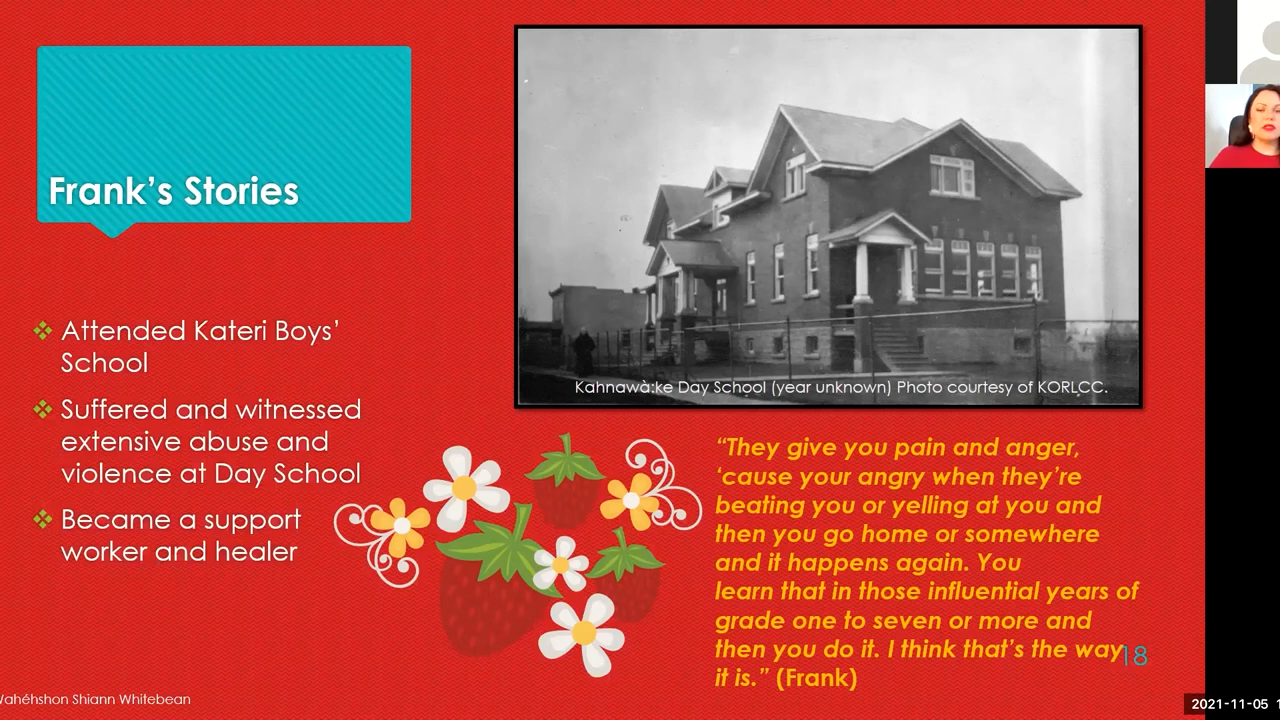 Frank’s Stories
Attended Kateri Boys’
School
Suffered and witnessed
extensive abuse and
violence at Day School
Became a support
worker and healer
Kahnawà:ke Day School (year unknown) Photo courtesy of KORLCC.
“They give you pain and anger,
‘cause your angry when they’re
beating you or yelling at you and
then you go home or somewhere
and it happens again. You
learn that in those influential years of
grade one to seven or more and
then you do it. I think that’s the way
it is.” (Frank)
18
Wahéhshon Shiann Whitebean
2021-11-05